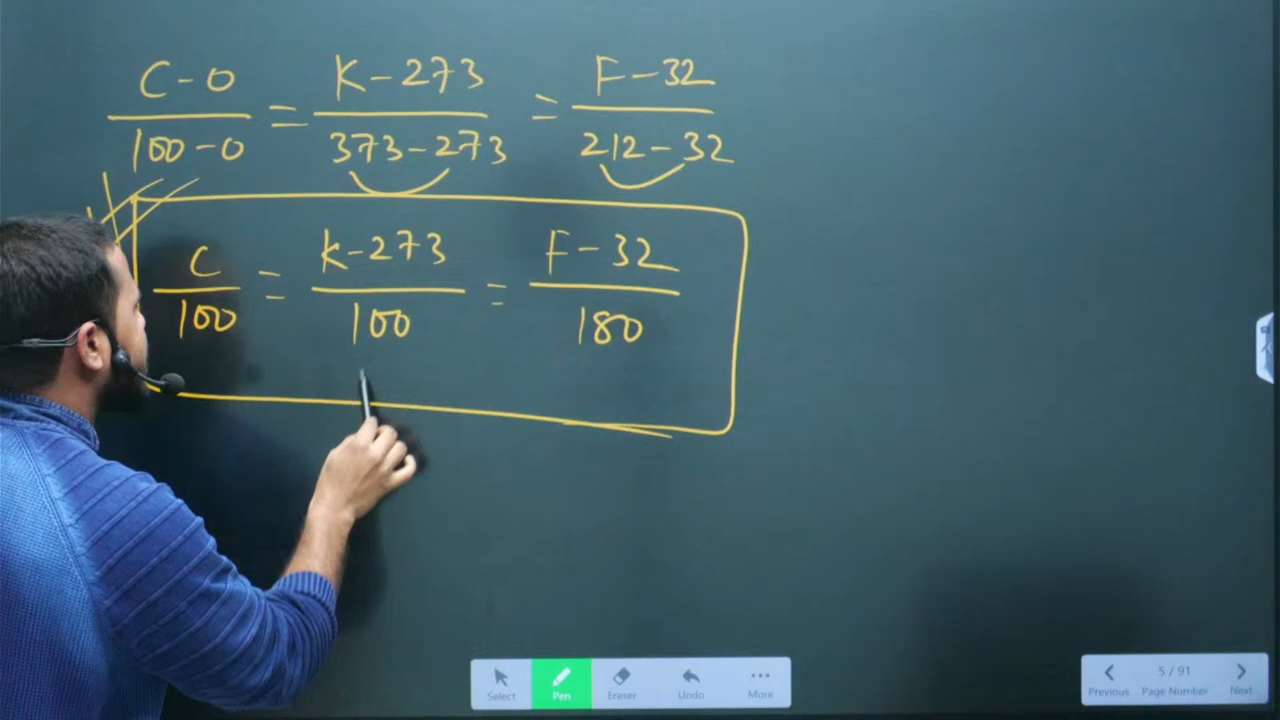 C-0 / 100-0 = K-273 / 373-273 = F-32 / 212-32
C / 100 = K-273 / 100 = F-32 / 180
Select Pen Eraser Undo More
Previous 5 / 91 Page Number Next